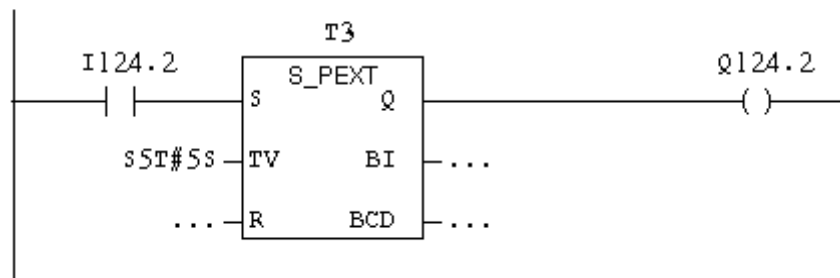 T3
I124.2
Q124.2
S_PEXT
S
Q
S5T#5S
TV
BI
...
...
R
BCD
...